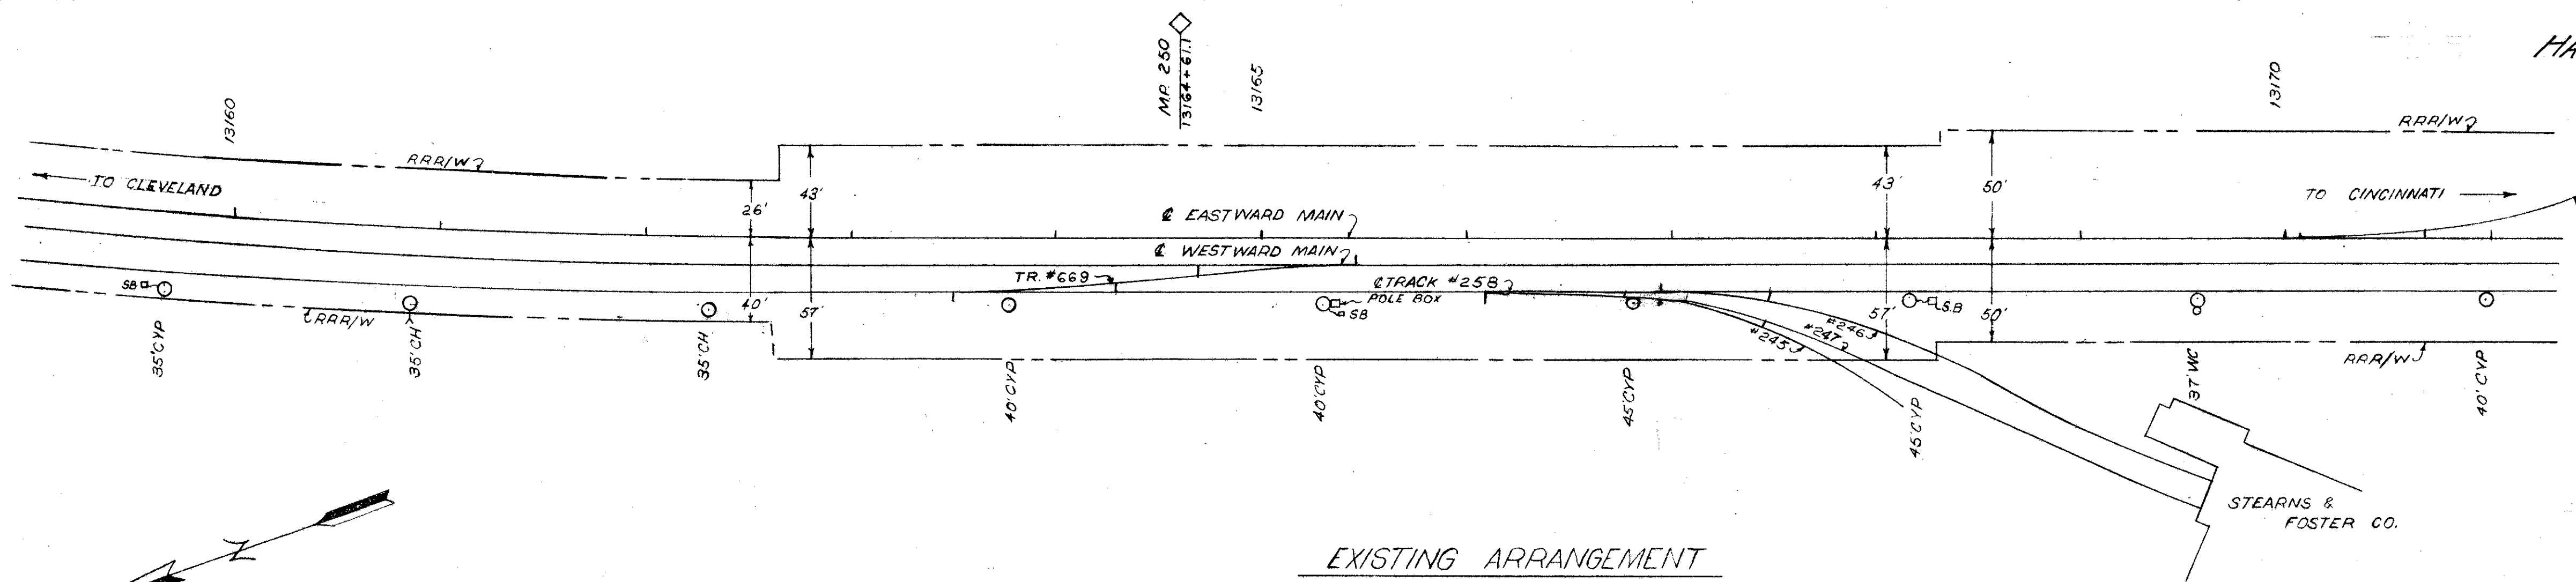 HA
M.P. 250
13164+61.1
13160
13165
13170
RRR/W
RRR/W
TO CLEVELAND
26'
43'
43'
50'
TO CINCINNATI
℄ EASTWARD MAIN
℄ WESTWARD MAIN
TR. #669
℄ TRACK #258
POLE BOX
SB
SB
S.B
40'
57'
57'
50'
#246
#247
#245
RRR/W
RRR/W
35'CYP
35'CH
35'CH
40'CYP
40'CYP
45'CYP
45'CYP
37'WC
40'CYP
STEARNS &
FOSTER CO.
N
EXISTING ARRANGEMENT